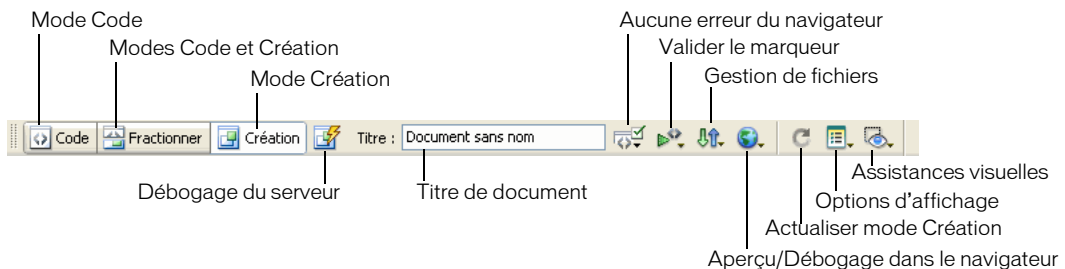 Mode Code
Aucune erreur du navigateur
Modes Code et Création
Valider le marqueur
Mode Création
Gestion de fichiers
Code
Fractionner
Création
Titre :
Document sans nom
Débogage du serveur
Titre de document
Assistances visuelles
Options d'affichage
Actualiser mode Création
Aperçu/Débogage dans le navigateur